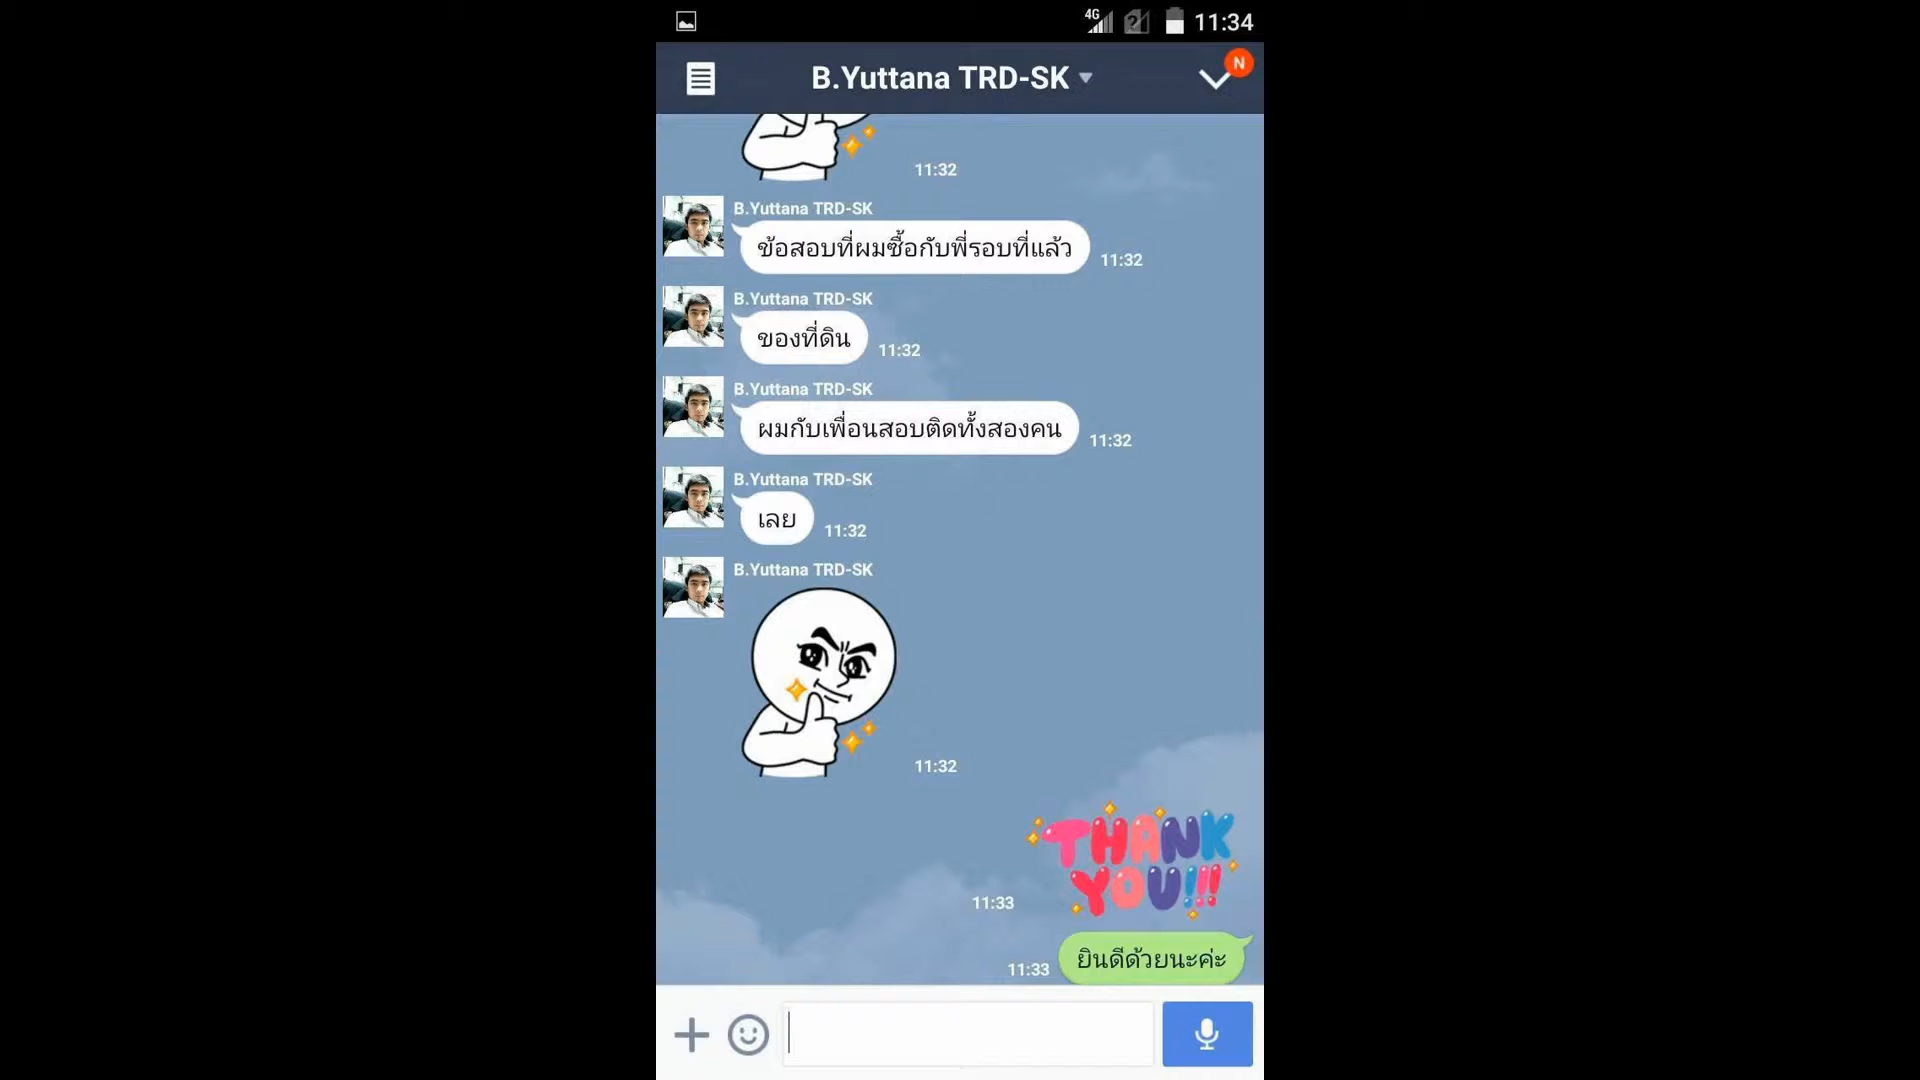 4G 11:34
B.Yuttana TRD-SK
N
11:32
B.Yuttana TRD-SK
ข้อสอบที่ผมซื้อกับพี่รอบที่แล้ว
11:32
B.Yuttana TRD-SK
ของที่ดิน
11:32
B.Yuttana TRD-SK
ผมกับเพื่อนสอบติดทั้งสองคน
11:32
B.Yuttana TRD-SK
เลย
11:32
B.Yuttana TRD-SK
11:32
THANK
YOU!!!
11:33
ยินดีด้วยนะค่ะ
11:33